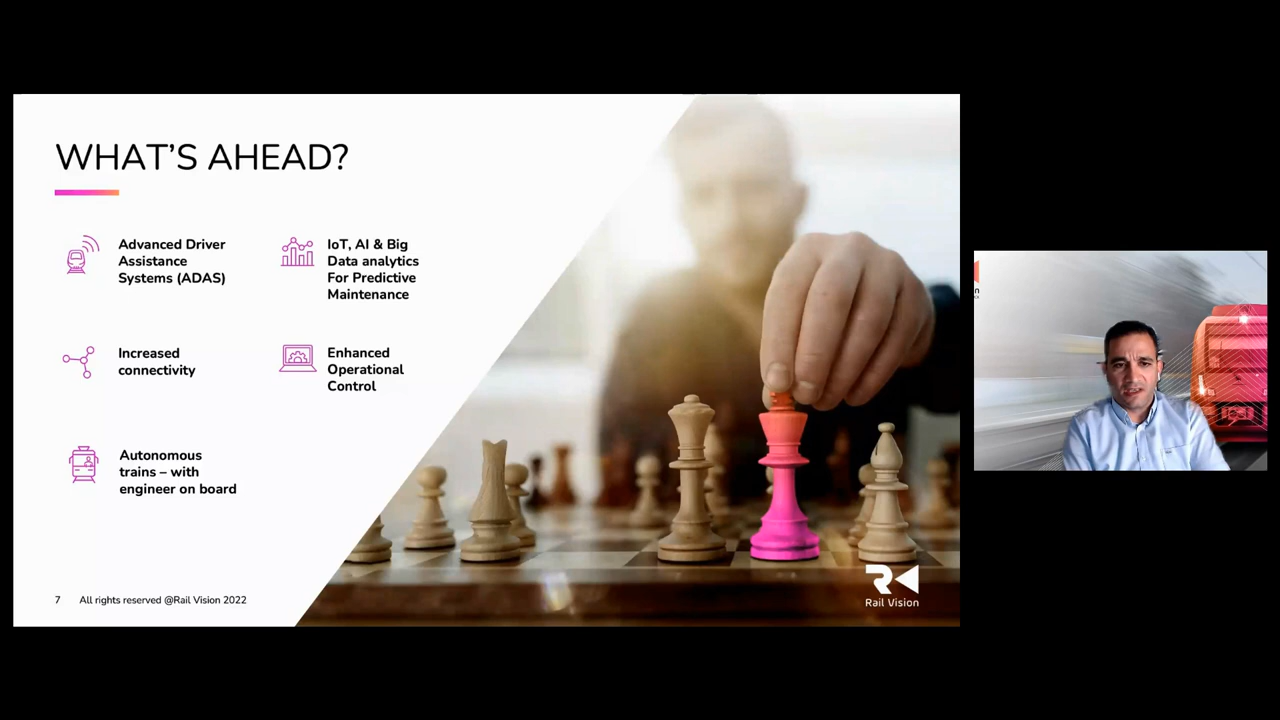 WHAT'S AHEAD?
Advanced Driver
Assistance
Systems (ADAS)
IoT, AI & Big
Data analytics
For Predictive
Maintenance
Increased
connectivity
Enhanced
Operational
Control
Autonomous
trains – with
engineer on board
7 All rights reserved @Rail Vision 2022
Rail Vision